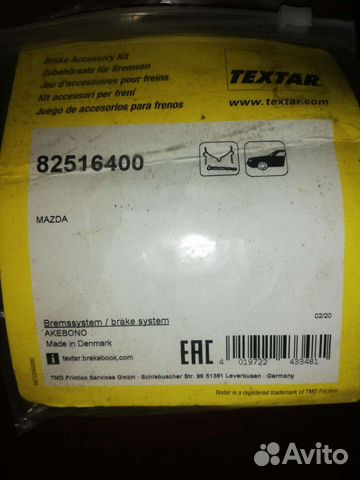 Brake Accessory Kit
Zubehörsatz für Bremsen
Jeu d'accessoires pour freins
Kit accessori per freni
Juego de accesorios para frenos
TEXTAR
www.textar.com
82516400
MAZDA
02/20
Bremssystem / brake system
AKEBONO
Made in Denmark
i textar.brakebook.com
EAC
4 019722 433481
TMD Friction Services GmbH · Schlebuscher Str. 99 51381 Leverkusen · Germany
Textar is a registered trademark of TMD Friction
Avito